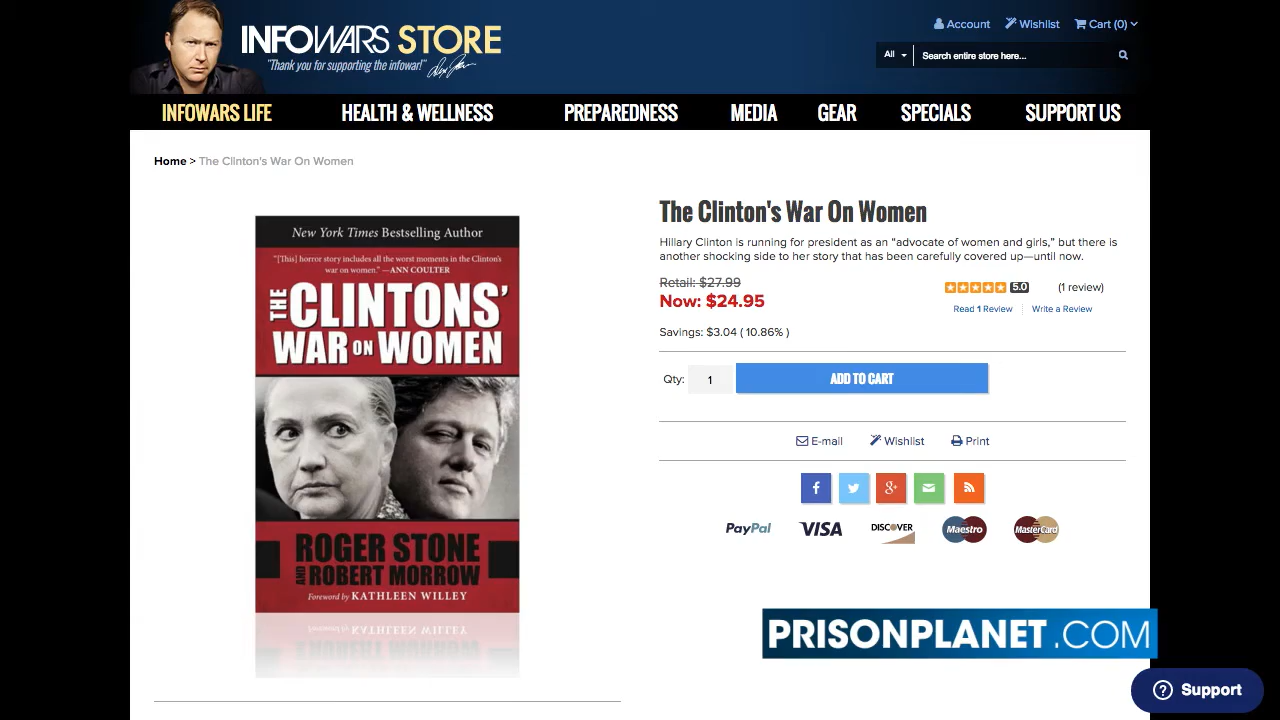 INFOWARS STORE
"Thank you for supporting the infowar!"
Account
Wishlist
Cart (0)
All
Search entire store here...
INFOWARS LIFE
HEALTH & WELLNESS
PREPAREDNESS
MEDIA
GEAR
SPECIALS
SUPPORT US
Home > The Clinton's War On Women
New York Times Bestselling Author
"[This] horror story includes all the worst moments in the Clinton's
war on women." —ANN COULTER
THE CLINTONS'
WAR ON WOMEN
ROGER STONE
AND ROBERT MORROW
Foreword by KATHLEEN WILLEY
The Clinton's War On Women
Hillary Clinton is running for president as an “advocate of women and girls,” but there is
another shocking side to her story that has been carefully covered up—until now.
Retail: $27.99
Now: $24.95
5.0 (1 review)
Read 1 Review
Write a Review
Savings: $3.04 ( 10.86% )
Qty: 1
ADD TO CART
E-mail
Wishlist
Print
PayPal
VISA
DISCOVER
Maestro
MasterCard
PRISONPLANET.COM
Support